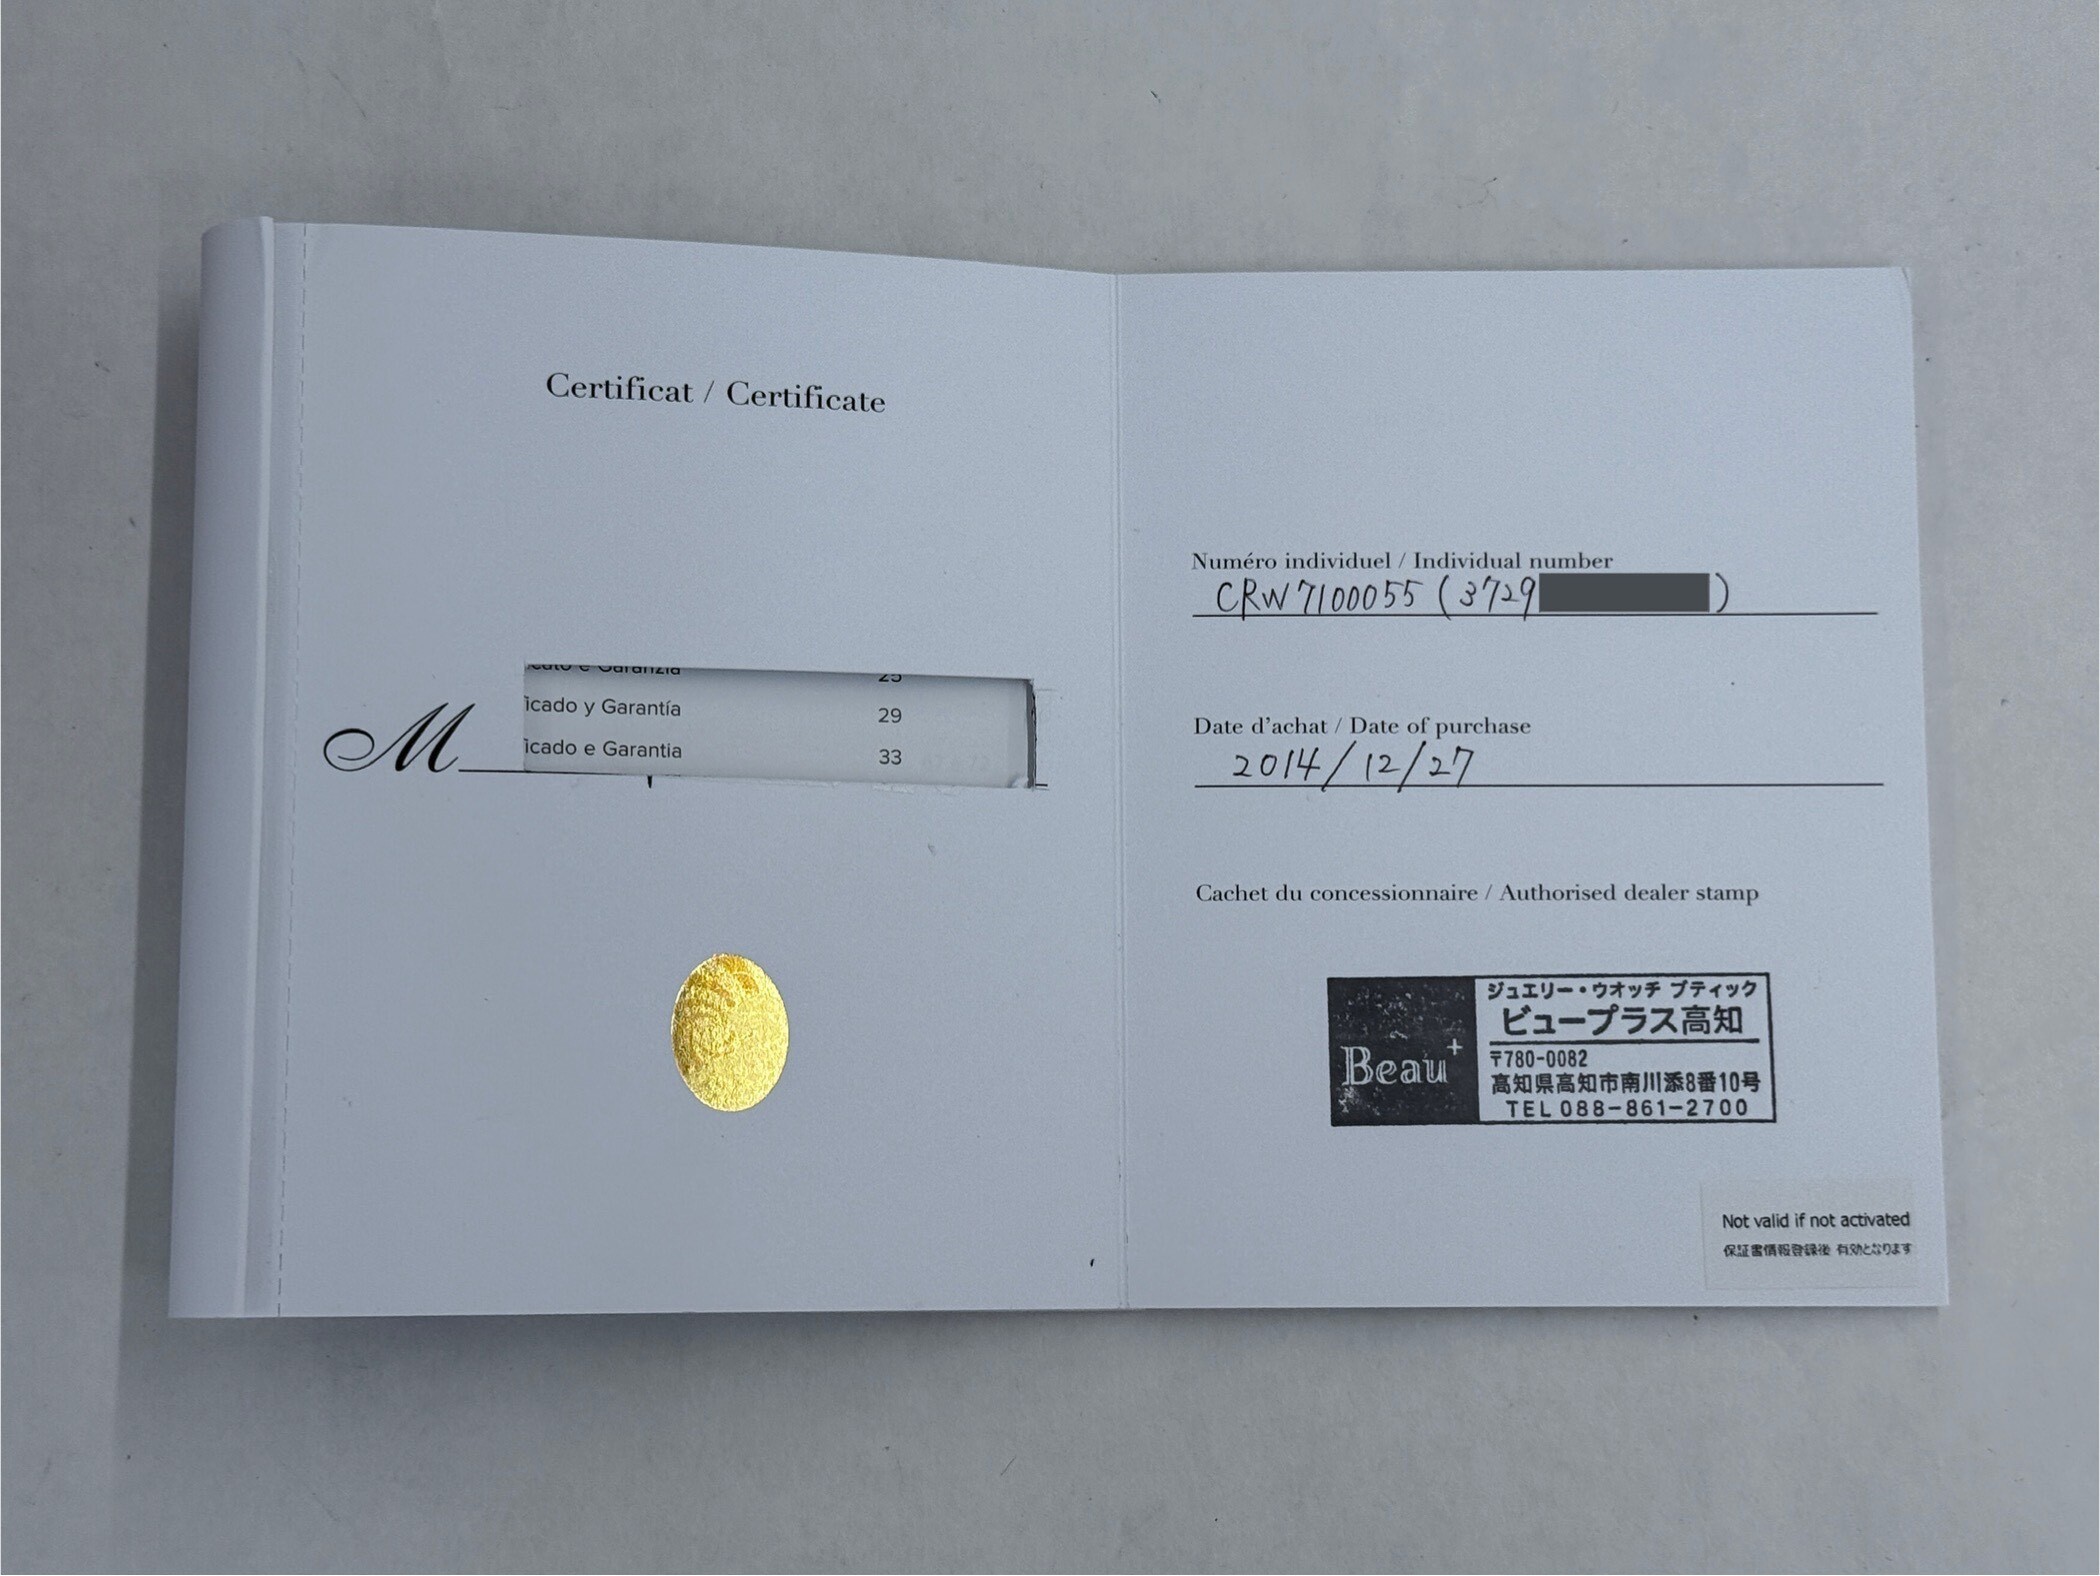 Certificat / Certificate
M
Garanzia
25
icado y Garantía 29
icado e Garantia 33
Numéro individuel / Individual number
CRW7100055 (3729 )
Date d'achat / Date of purchase
2014/12/27
Cachet du concessionnaire / Authorised dealer stamp
Beau+
ジュエリー・ウオッチ ブティック
ビュープラス高知
〒780-0082
高知県高知市南川添8番10号
TEL 088-861-2700
Not valid if not activated
保証書情報登録後 有効となります